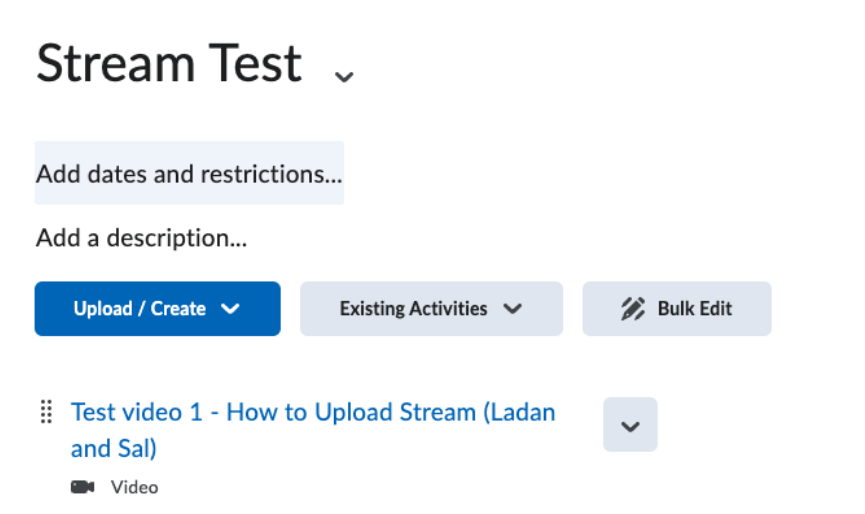 Stream Test
Add dates and restrictions...
Add a description...
Upload / Create
Existing Activities
Bulk Edit
Test video 1 - How to Upload Stream (Ladan
and Sal)
Video